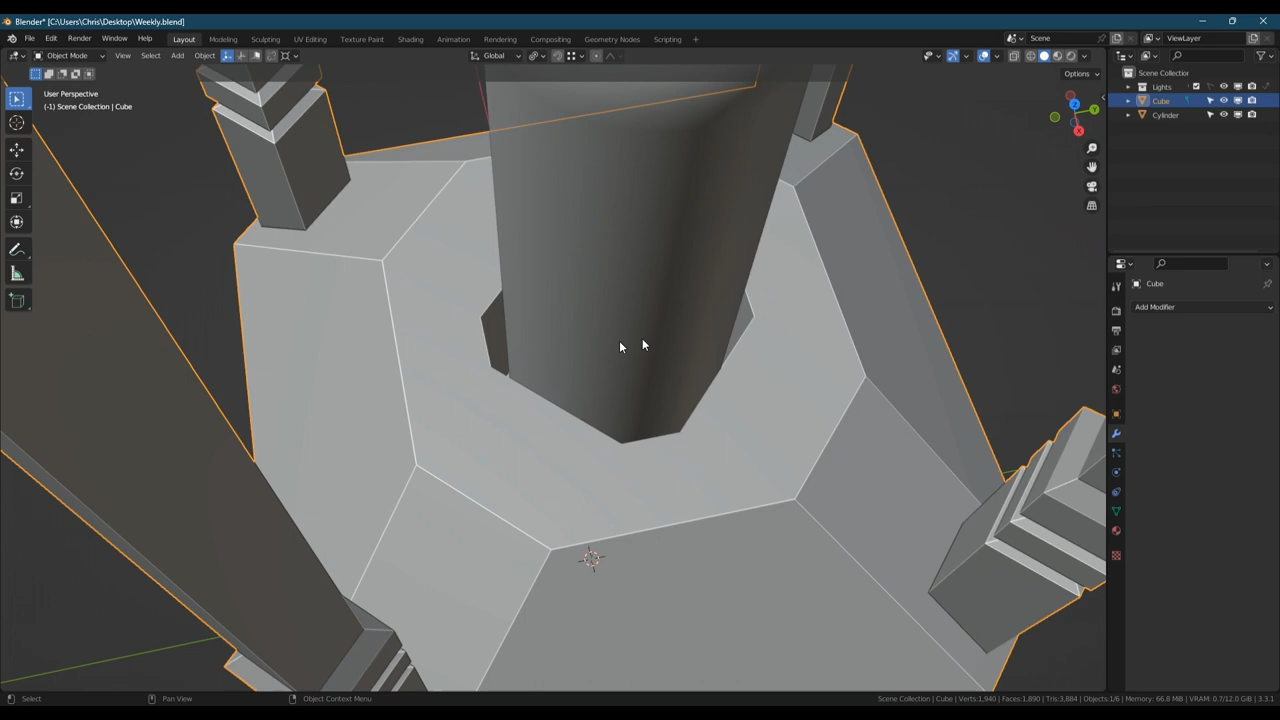 Blender* [C:\Users\Chris\Desktop\Weekly.blend]
File Edit Render Window Help Layout Modeling Sculpting UV Editing Texture Paint Shading Animation Rendering Compositing Geometry Nodes Scripting + Scene ViewLayer
Object Mode View Select Add Object Global
Options
User Perspective
(-1) Scene Collection | Cube
Z
Y
X
Scene Collection
Lights
Cube
Cylinder
Cube
Add Modifier
Select Pan View Object Context Menu Scene Collection | Cube | Verts:1,940 | Faces:1,890 | Tris:3,884 | Objects:1/6 | Memory: 66.8 MiB | VRAM: 0.7/12.0 GiB | 3.3.1